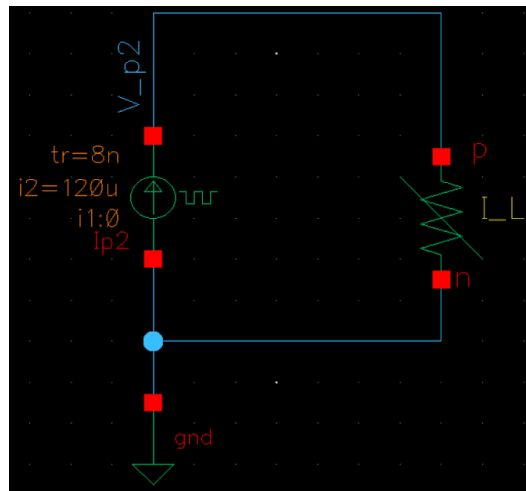 V_p2
tr=8n
i2=120u
i1:0
Ip2
p
I_L
n
gnd